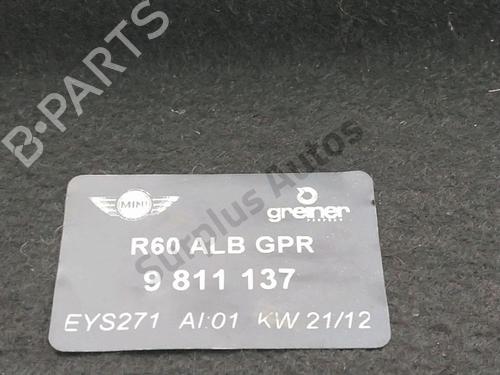 B-PARTS
Surplus Autos
MINI
greiner
R60 ALB GPR
9 811 137
EYS271 AI:01 KW 21/12